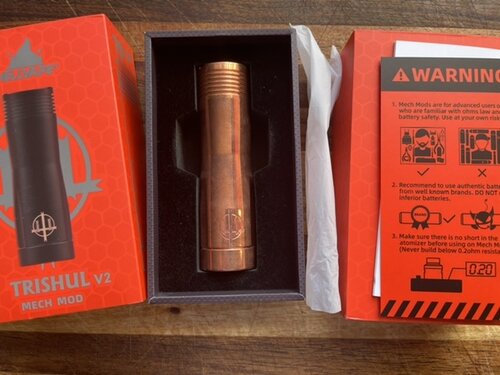 TRISHUL V2
MECH MOD
WARNING
1. Mech Mods are for advanced users
who are familiar with ohms law an
battery safety. Use at your own risk
2. Recommend to use authentic batt
from well known brands. DO NOT
inferior batteries.
BRAND
3. Make sure there is no short in the
atomizer before using on Mech M
(Never build below 0.2ohm resist
0.20